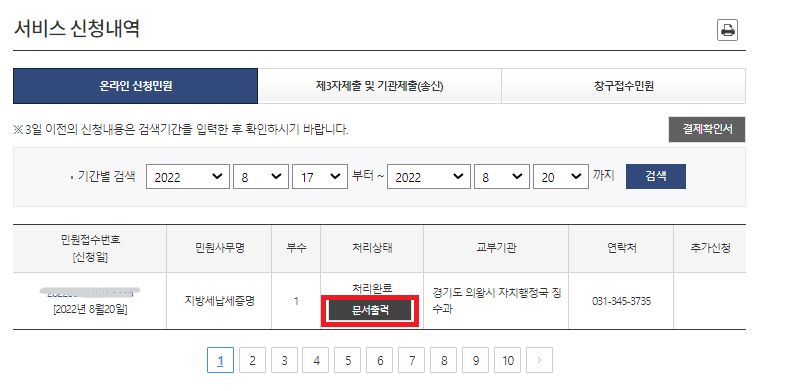 서비스 신청내역
온라인 신청민원 제3자제출 및 기관제출(송신) 창구접수민원
※ 3일 이전의 신청내용은 검색기간을 입력한 후 확인하시기 바랍니다. 결제확인서
기간별 검색 2022 8 17 부터 ~ 2022 8 20 까지 검색
민원접수번호
[신청일]
민원사무명 부수 처리상태 교부기관 연락처 추가신청
[2022년 8월20일]
지방세납세증명 1
처리완료
문서출력
경기도 의왕시 자치행정국 징
수과
031-345-3735
1 2 3 4 5 6 7 8 9 10 >